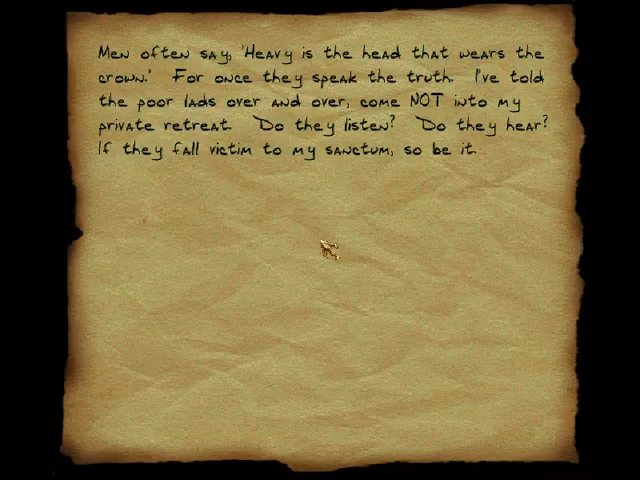 Men often say, 'Heavy is the head that wears the
crown.' For once they speak the truth. I've told
the poor lads over and over, come NOT into my
private retreat. Do they listen? Do they hear?
If they fall victim to my sanctum, so be it.